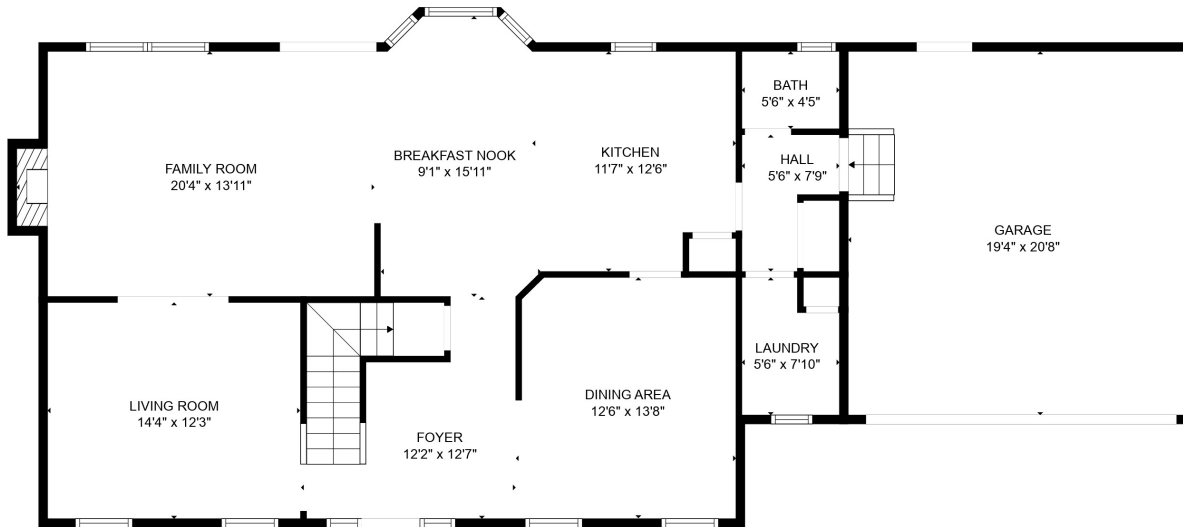 BATH
5'6" x 4'5"
FAMILY ROOM
20'4" x 13'11"
BREAKFAST NOOK
9'1" x 15'11"
KITCHEN
11'7" x 12'6"
HALL
5'6" x 7'9"
GARAGE
19'4" x 20'8"
LIVING ROOM
14'4" x 12'3"
FOYER
12'2" x 12'7"
DINING AREA
12'6" x 13'8"
LAUNDRY
5'6" x 7'10"